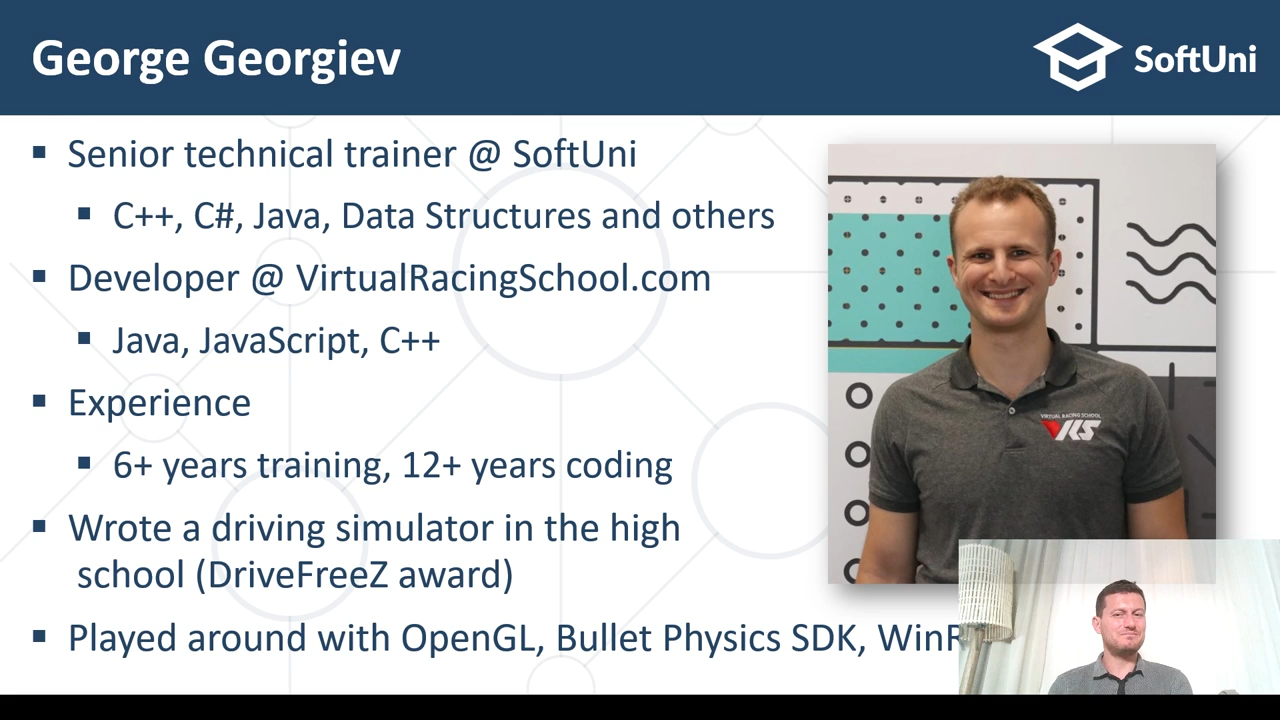 George Georgiev
SoftUni
▪ Senior technical trainer @ SoftUni
▪ C++, C#, Java, Data Structures and others
▪ Developer @ VirtualRacingSchool.com
▪ Java, JavaScript, C++
▪ Experience
▪ 6+ years training, 12+ years coding
▪ Wrote a driving simulator in the high
school (DriveFreeZ award)
▪ Played around with OpenGL, Bullet Physics SDK,
VIRTUAL RACING SCHOOL
VRS